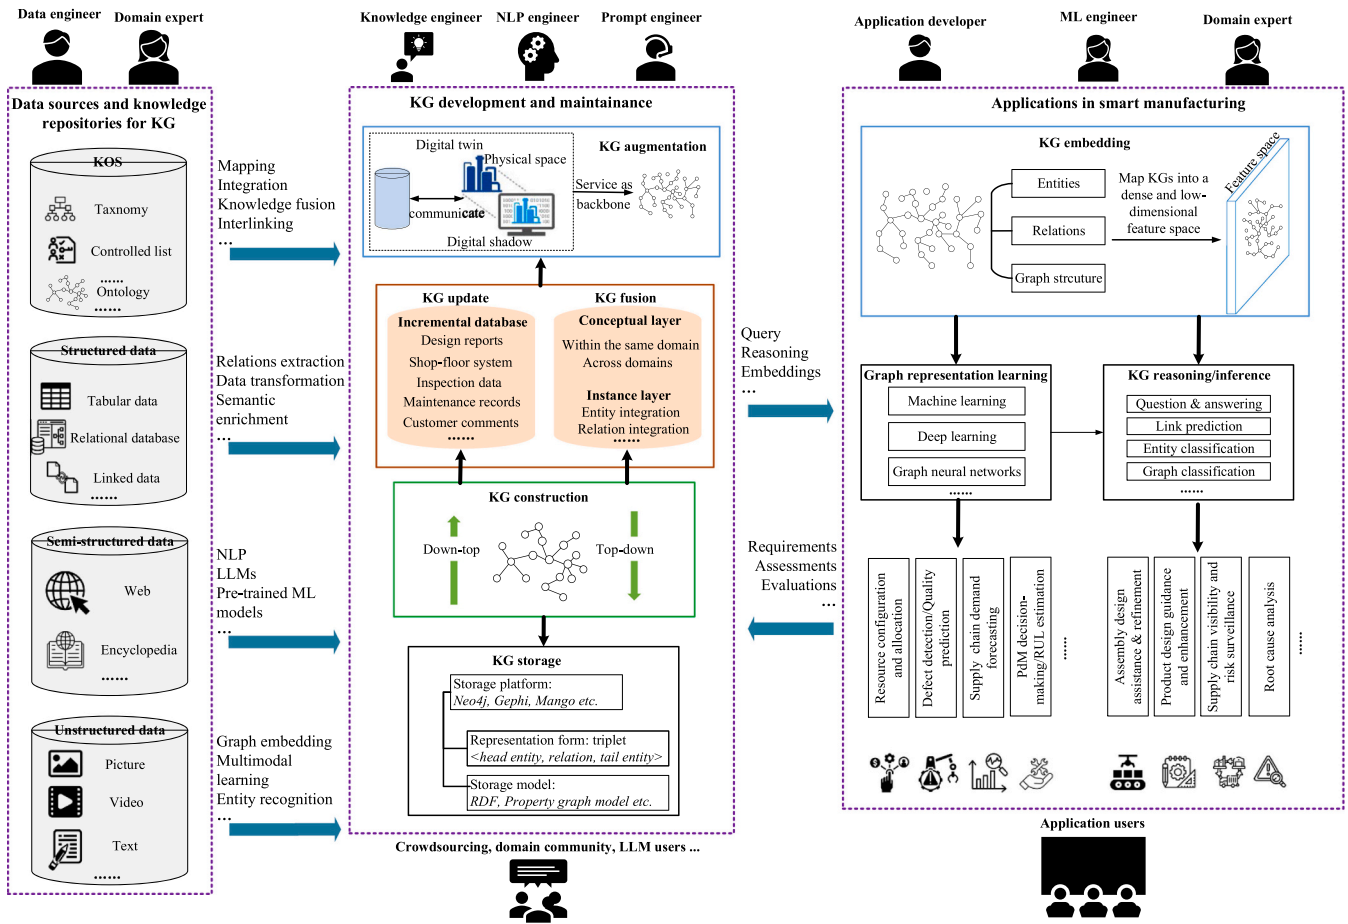 Data engineer
Domain expert
Data sources and knowledge
repositories for KG
KOS
Taxnomy
Controlled list
......
Ontology
......
Structured data
Tabular data
Relational database
Linked data
......
Semi-structured data
Web
Encyclopedia
......
Unstructured data
Picture
Video
Text
......
Mapping
Integration
Knowledge fusion
Interlinking
...
Relations extraction
Data transformation
Semantic
enrichment
...
NLP
LLMs
Pre-trained ML
models
...
Graph embedding
Multimodal
learning
Entity recognition
...
Knowledge engineer
NLP engineer
Prompt engineer
KG development and maintainance
Digital twin
Physical space
communicate
Digital shadow
KG augmentation
Service as
backbone
KG update
Incremental database
Design reports
Shop-floor system
Inspection data
Maintenance records
Customer comments
......
KG fusion
Conceptual layer
Within the same domain
Across domains
Instance layer
Entity integration
Relation integration
......
KG construction
Down-top
Top-down
KG storage
Storage platform:
Neo4j, Gephi, Mango etc.
Representation form: triplet
<head entity, relation, tail entity>
Storage model:
RDF, Property graph model etc.
Crowdsourcing, domain community, LLM users ...
Query
Reasoning
Embeddings
...
Requirements
Assessments
Evaluations
...
Application developer
ML engineer
Domain expert
Applications in smart manufacturing
KG embedding
Entities
Relations
Graph strcuture
Map KGs into a
dense and low-
dimensional
feature space
Feature space
Graph representation learning
Machine learning
Deep learning
Graph neural networks
......
KG reasoning/inference
Question & answering
Link prediction
Entity classification
Graph classification
......
Resource configuration
and allocation
Defect detection/Quality
prediction
Supply chain demand
forecasting
PdM decision-
making/RUL estimation
......
Assembly design
assistance & refinement
Product design guidance
and enhancement
Supply chain visibility and
risk surveillance
Root cause analysis
......
Application users